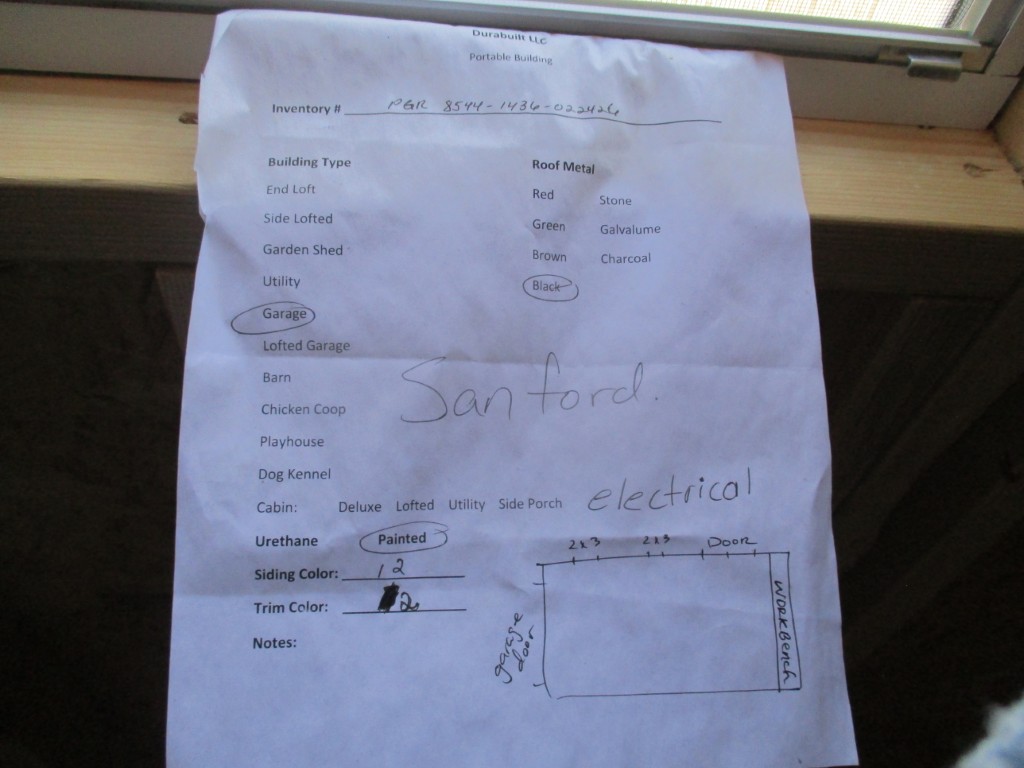 Durabuilt LLC
Portable Building
Inventory # PGR 8544-1436-022426
Building Type
End Loft
Side Lofted
Garden Shed
Utility
Garage
Lofted Garage
Barn
Chicken Coop
Playhouse
Dog Kennel
Cabin: Deluxe Lofted Utility Side Porch
Roof Metal
Red Stone
Green Galvalume
Brown Charcoal
Black
Sanford.
electrical
Urethane Painted
Siding Color: 12
Trim Color: 2
Notes:
2x3 2x3 Door
garage
door
WORKBench